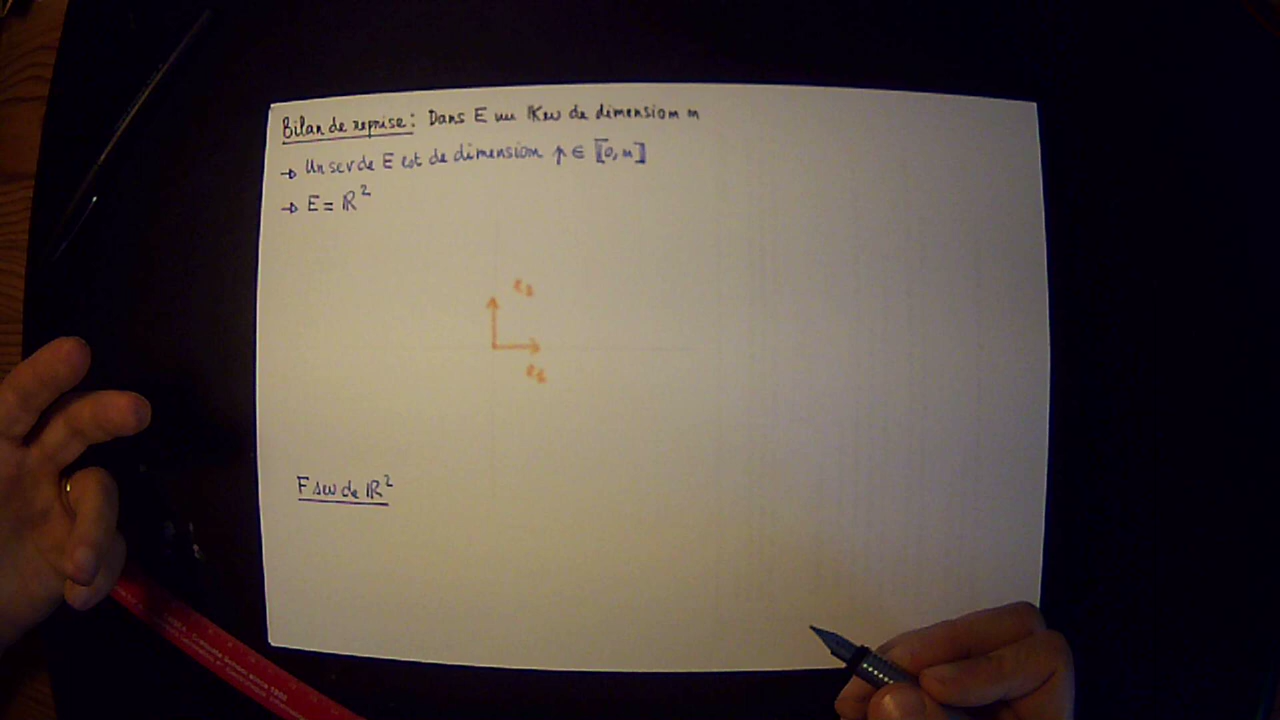 Bilan de reprise : Dans E un Kev de dimension n
→ Un sev de E est de dimension p ∈ ⟦0, n⟧
→ E = ℝ²
e₂
e₁
F sev de ℝ²